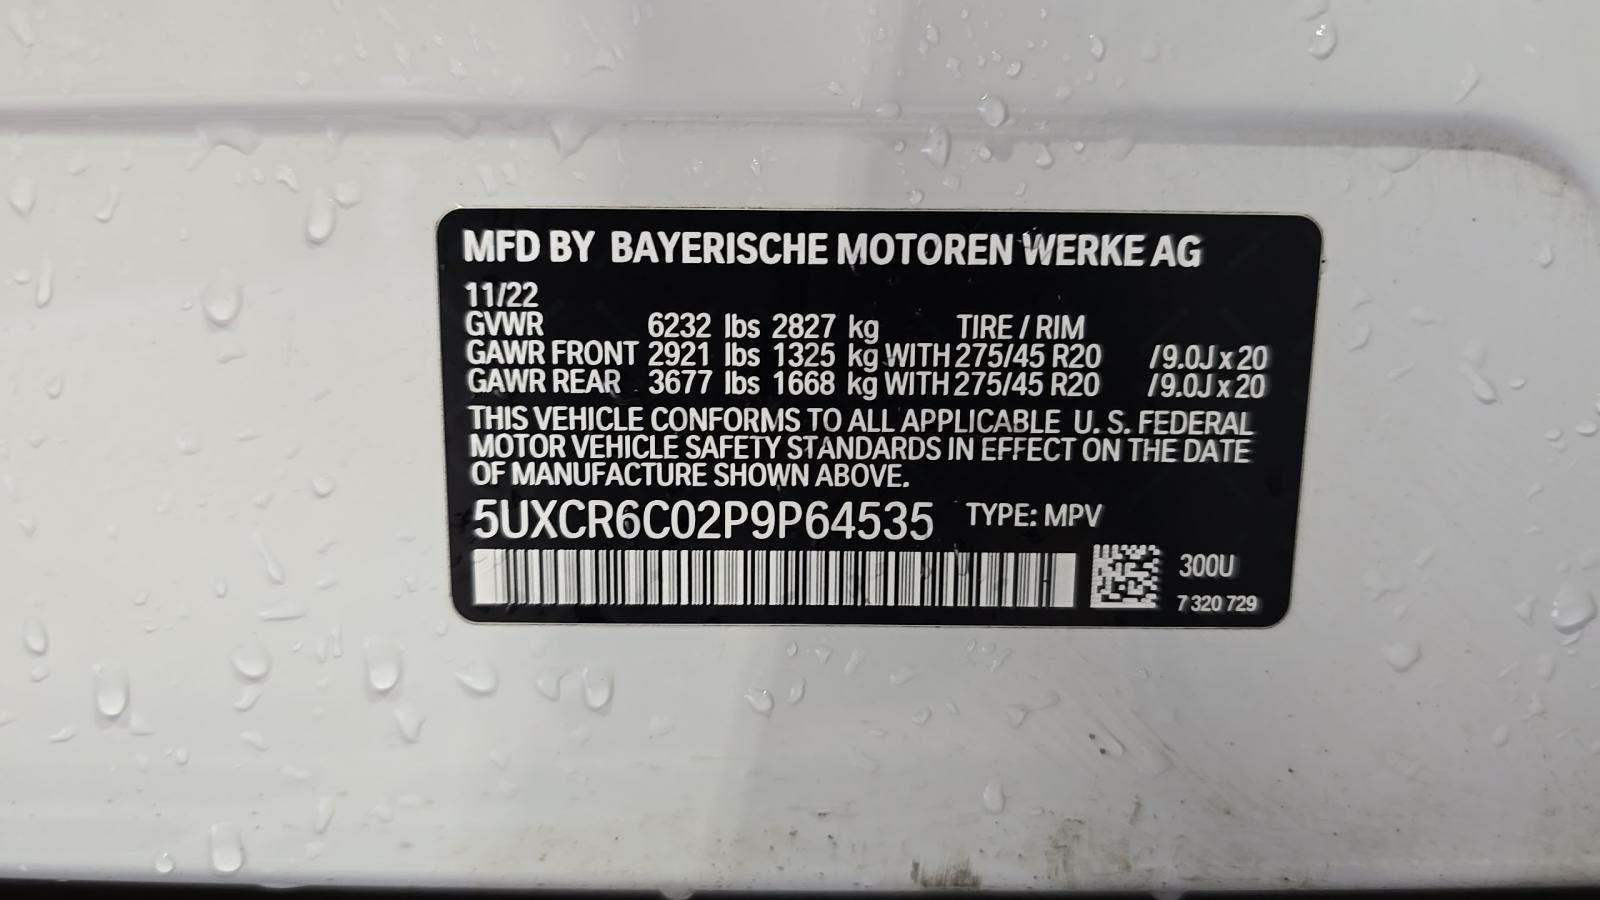 MFD BY BAYERISCHE MOTOREN WERKE AG
11/22
GVWR 6232 lbs 2827 kg TIRE / RIM
GAWR FRONT 2921 lbs 1325 kg WITH 275/45 R20 /9.0J x 20
GAWR REAR 3677 lbs 1668 kg WITH 275/45 R20 /9.0J x 20
THIS VEHICLE CONFORMS TO ALL APPLICABLE U. S. FEDERAL
MOTOR VEHICLE SAFETY STANDARDS IN EFFECT ON THE DATE
OF MANUFACTURE SHOWN ABOVE.
5UXCR6C02P9P64535 TYPE: MPV
300U
7 320 729